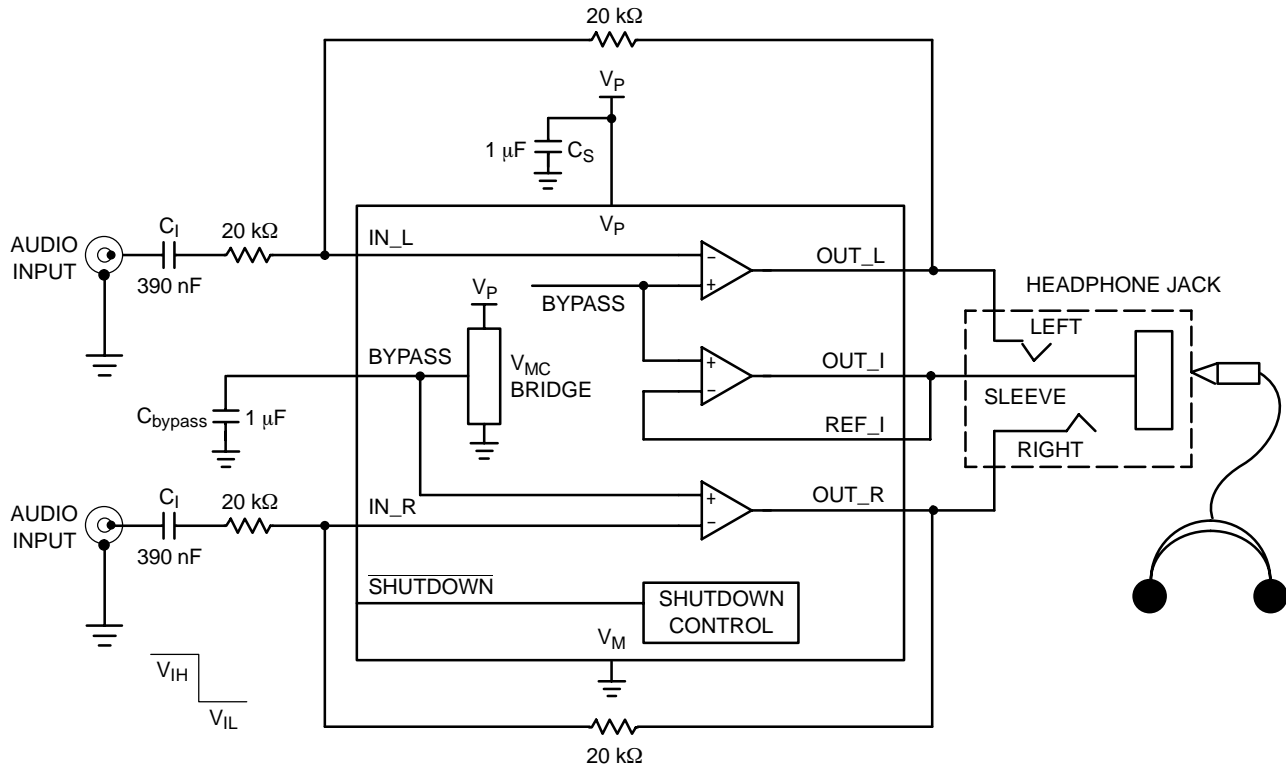 20 kΩ
V_P
1 μF C_S
V_P
C_I
20 kΩ
IN_L
AUDIO
INPUT
390 nF
−
+
OUT_L
BYPASS
HEADPHONE JACK
LEFT
V_P
BYPASS
V_MC
BRIDGE
+
−
OUT_I
SLEEVE
C_bypass 1 μF
REF_I
RIGHT
C_I
20 kΩ
IN_R
AUDIO
INPUT
390 nF
+
−
OUT_R
SHUTDOWN
SHUTDOWN
CONTROL
V_M
V_IH
V_IL
20 kΩ